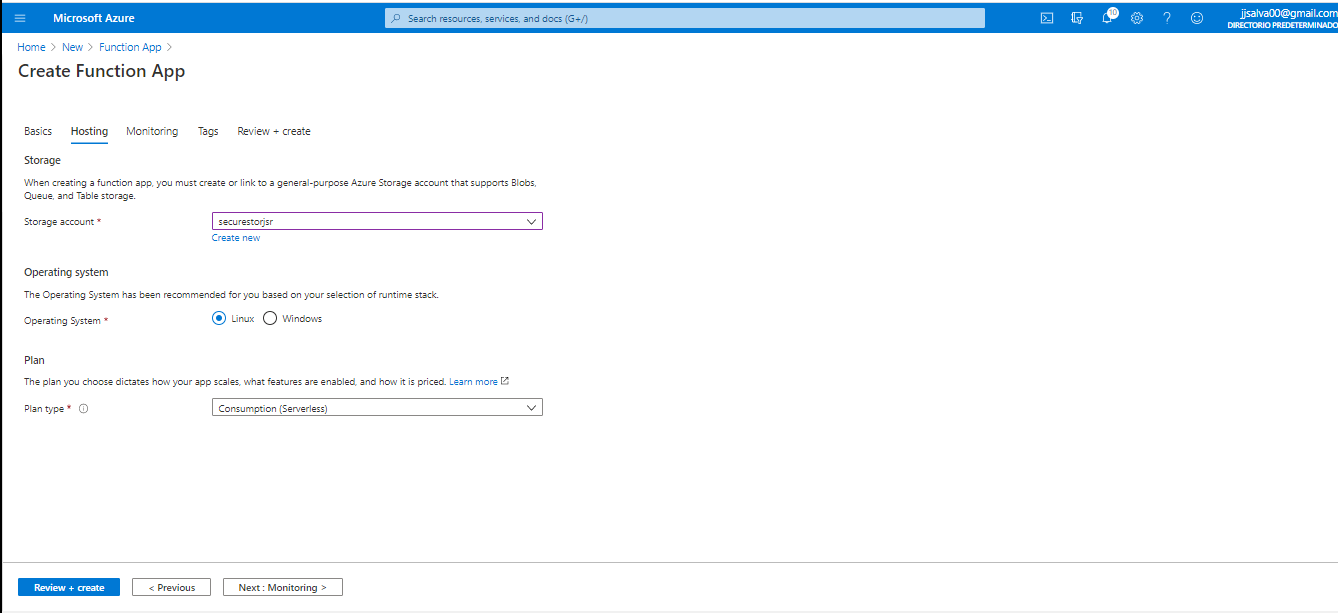 Microsoft Azure
Search resources, services, and docs (G+/)
10
jjsalva00@gmail.com
DIRECTORIO PREDETERMINADO
Home > New > Function App >
Create Function App
Basics Hosting Monitoring Tags Review + create
Storage
When creating a function app, you must create or link to a general-purpose Azure Storage account that supports Blobs,
Queue, and Table storage.
Storage account * securestorjsr
Create new
Operating system
The Operating System has been recommended for you based on your selection of runtime stack.
Operating System * Linux Windows
Plan
The plan you choose dictates how your app scales, what features are enabled, and how it is priced. Learn more
Plan type * Consumption (Serverless)
Review + create < Previous Next : Monitoring >